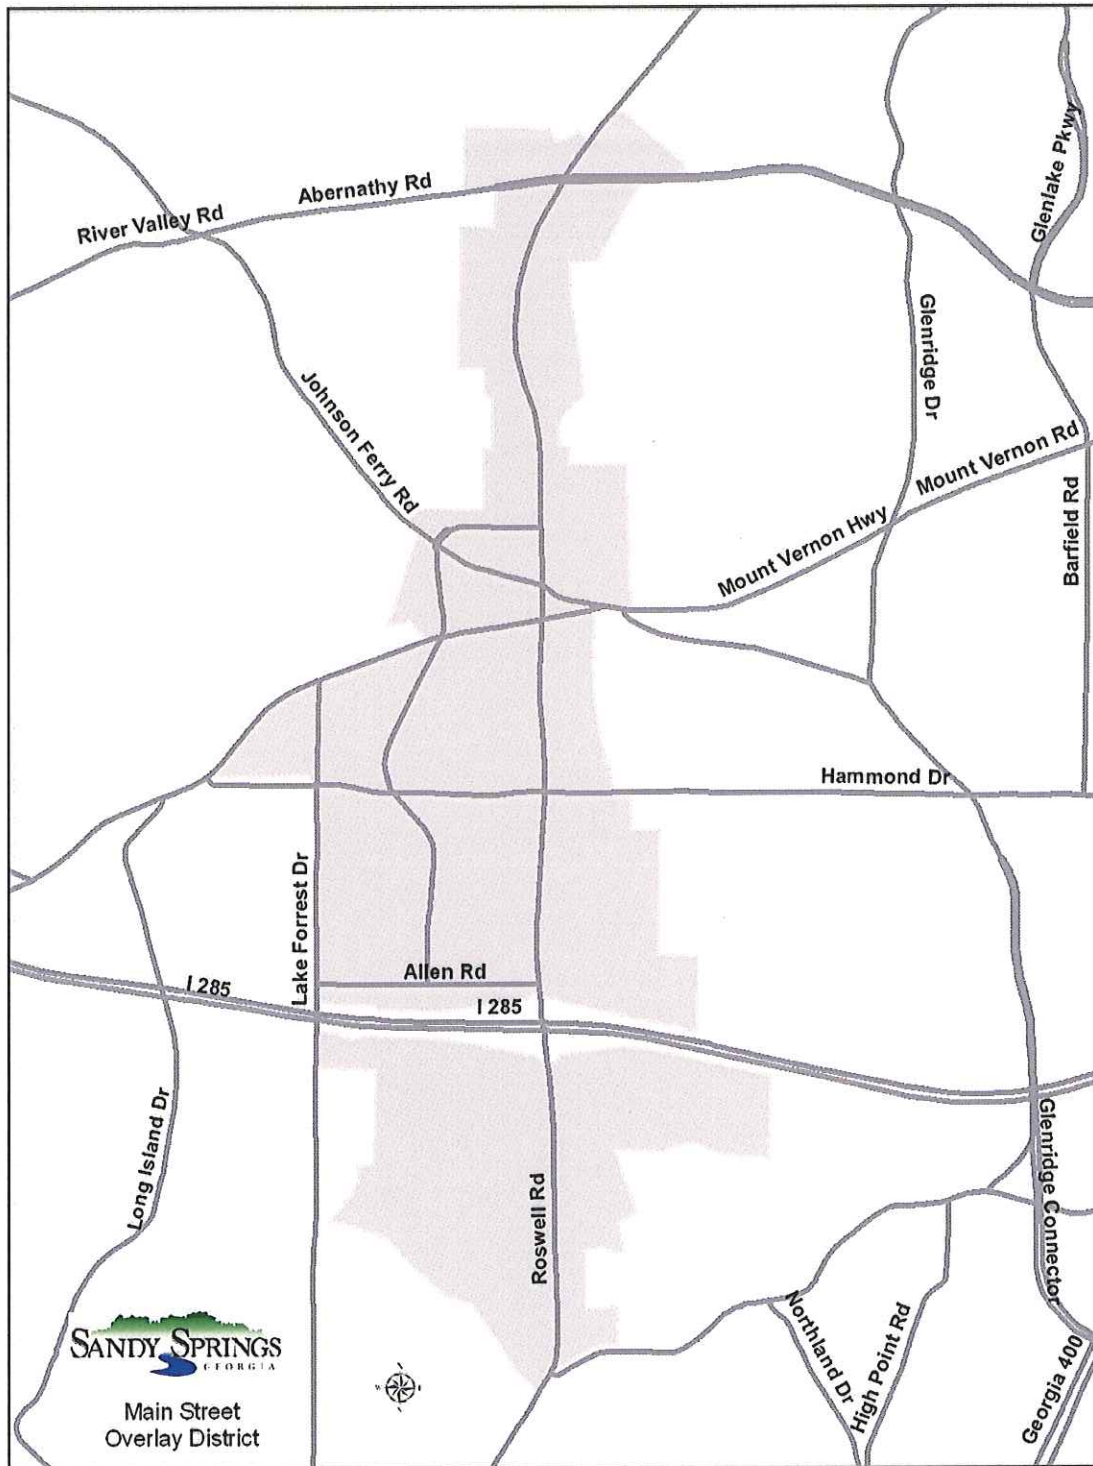 Glenlake Pkwy
Abernathy Rd
River Valley Rd
Glenridge Dr
Johnson Ferry Rd
Mount Vernon Rd
Mount Vernon Hwy
Barfield Rd
Hammond Dr
Lake Forrest Dr
Allen Rd
I 285
I 285
Long Island Dr
Roswell Rd
Glenridge Connector
Northland Dr
High Point Rd
Georgia 400
SANDY SPRINGS
GEORGIA
W E
Main Street
Overlay District